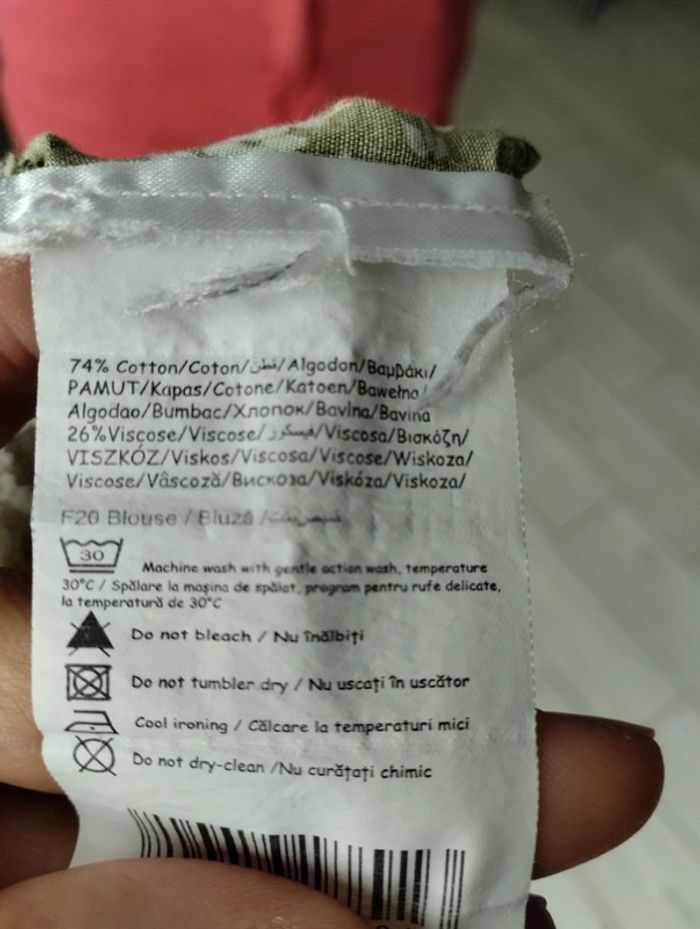 74% Cotton/Coton/قطن/Algodon/Βαμβάκι/
PAMUT/Kapas/Cotone/Katoen/Bawełna/
Algodao/Bumbac/Хлопок/Bavlna/Bavina
26%Viscose/Viscose/فيسكوز/Viscosa/Βισκόζη/
VISZKÓZ/Viskos/Viscosa/Viscose/Wiskoza/
Viscose/Vâscoză/Вискоза/Viskóza/Viskoza/
F20 Blouse / Bluză /
30
Machine wash with gentle action wash, temperature
30°C / Spălare la mașina de spălat, program pentru rufe delicate,
la temperatură de 30°C
Do not bleach / Nu înălbiți
Do not tumbler dry / Nu uscați în uscător
Cool ironing / Călcare la temperaturi mici
Do not dry-clean /Nu curățați chimic